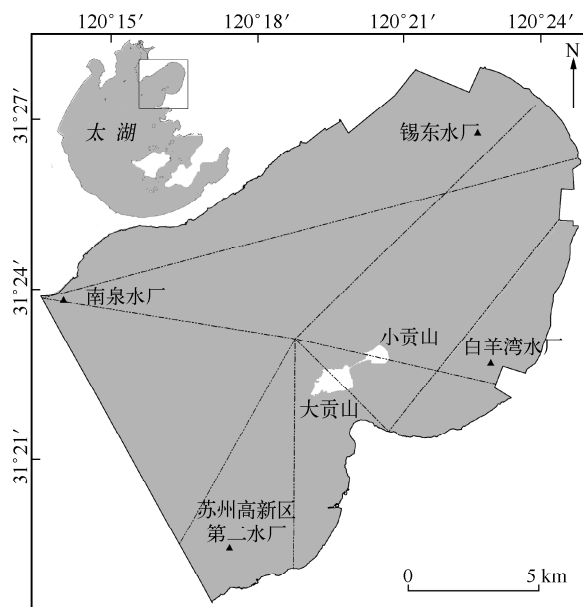 120°15′ 120°18′ 120°21′ 120°24′
N
31°27′
太湖
锡东水厂
31°24′
南泉水厂
小贡山
白羊湾水厂
大贡山
31°21′
苏州高新区
第二水厂
0 5 km